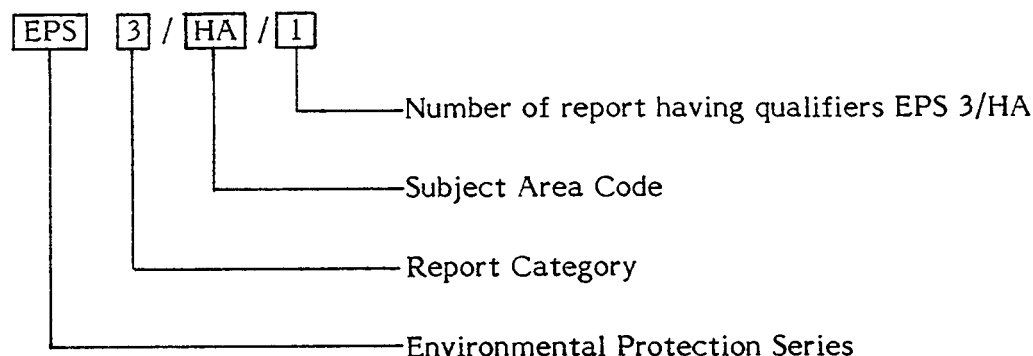 EPS 3 / HA / 1
Number of report having qualifiers EPS 3/HA
Subject Area Code
Report Category
Environmental Protection Series